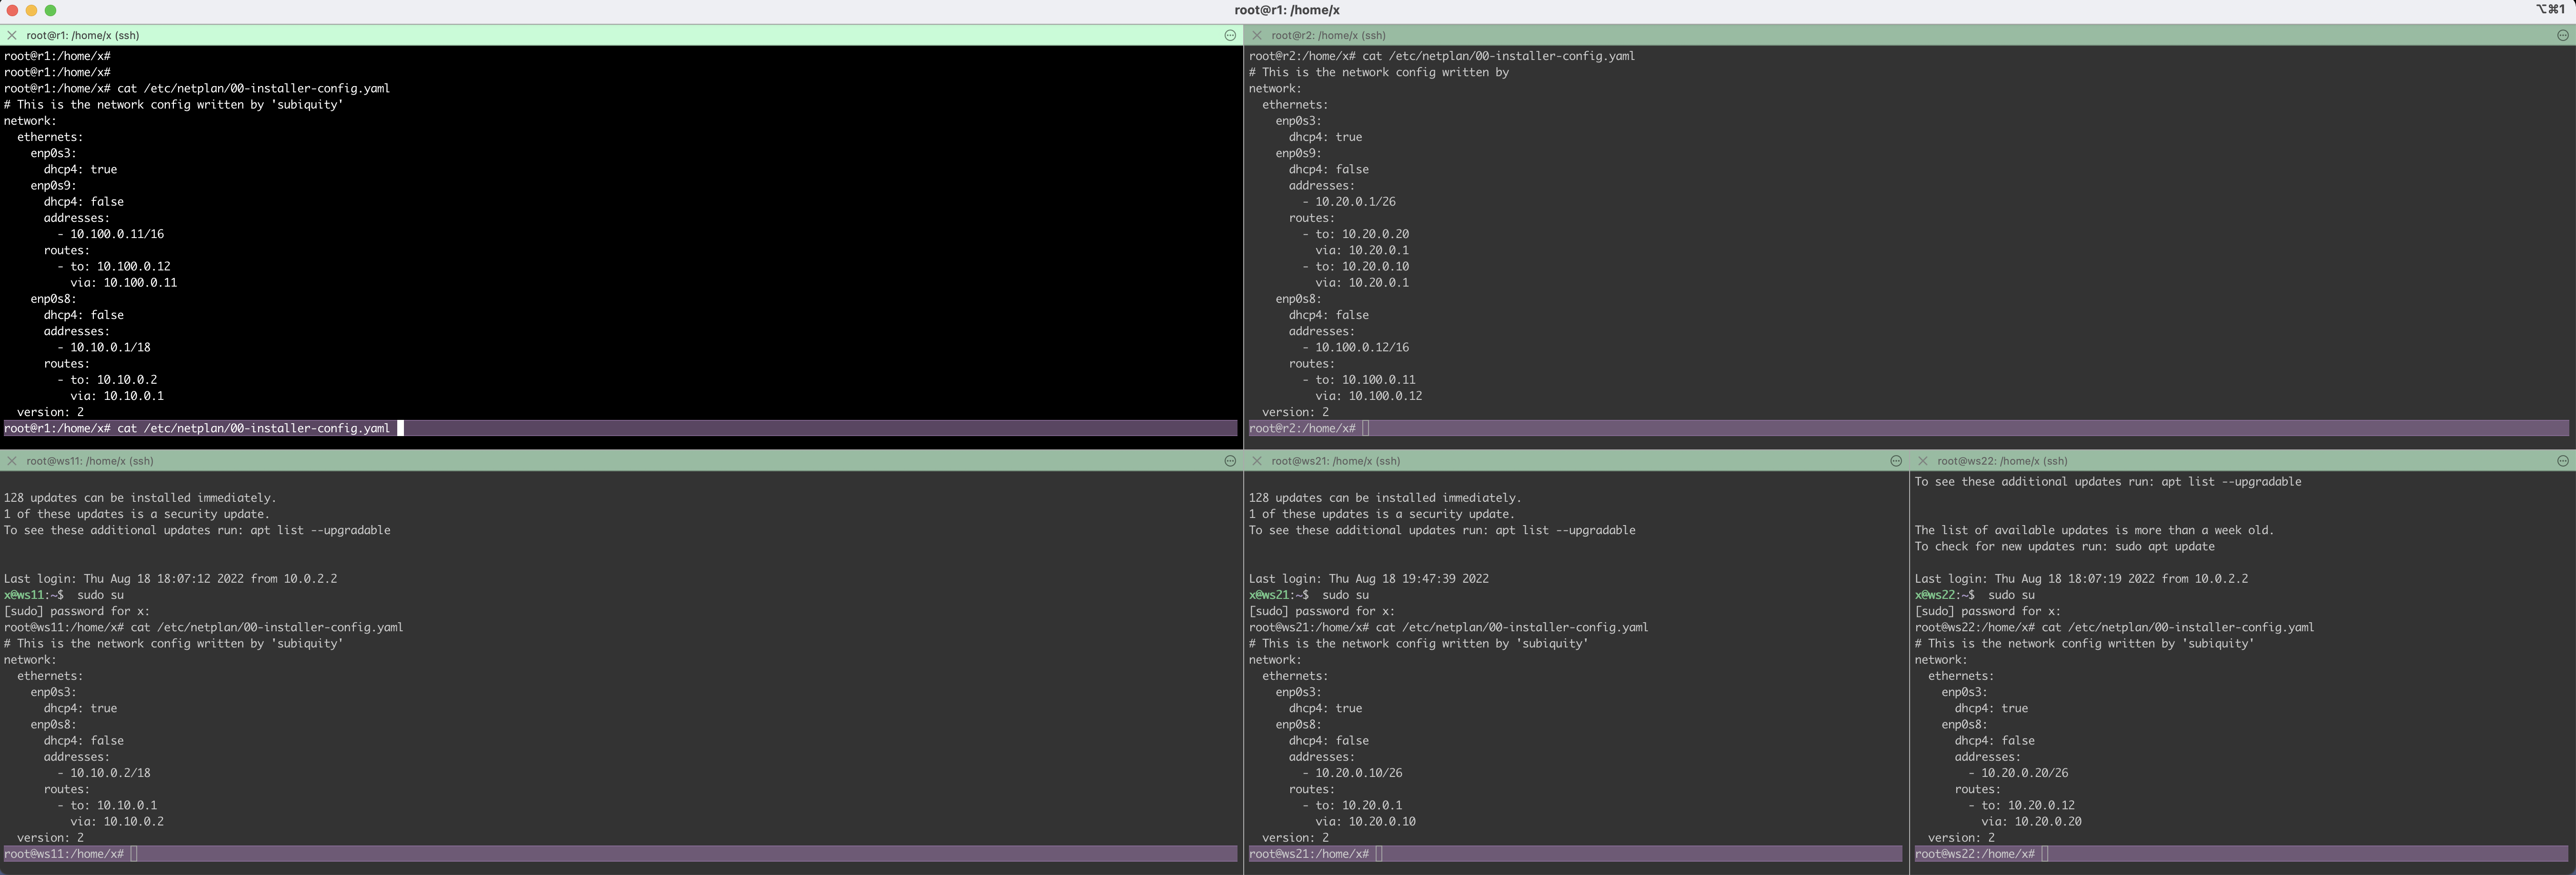 root@r1: /home/x
⌥⌘1
root@r1: /home/x (ssh)
root@r1:/home/x#
root@r1:/home/x#
root@r1:/home/x# cat /etc/netplan/00-installer-config.yaml
# This is the network config written by 'subiquity'
network:
  ethernets:
    enp0s3:
      dhcp4: true
    enp0s9:
      dhcp4: false
      addresses:
        - 10.100.0.11/16
      routes:
        - to: 10.100.0.12
          via: 10.100.0.11
    enp0s8:
      dhcp4: false
      addresses:
        - 10.10.0.1/18
      routes:
        - to: 10.10.0.2
          via: 10.10.0.1
  version: 2
root@r1:/home/x# cat /etc/netplan/00-installer-config.yaml
root@r2: /home/x (ssh)
root@r2:/home/x# cat /etc/netplan/00-installer-config.yaml
# This is the network config written by
network:
  ethernets:
    enp0s3:
      dhcp4: true
    enp0s9:
      dhcp4: false
      addresses:
        - 10.20.0.1/26
      routes:
        - to: 10.20.0.20
          via: 10.20.0.1
        - to: 10.20.0.10
          via: 10.20.0.1
    enp0s8:
      dhcp4: false
      addresses:
        - 10.100.0.12/16
      routes:
        - to: 10.100.0.11
          via: 10.100.0.12
  version: 2
root@r2:/home/x#
root@ws11: /home/x (ssh)
128 updates can be installed immediately.
1 of these updates is a security update.
To see these additional updates run: apt list --upgradable
Last login: Thu Aug 18 18:07:12 2022 from 10.0.2.2
x@ws11:~$  sudo su
[sudo] password for x:
root@ws11:/home/x# cat /etc/netplan/00-installer-config.yaml
# This is the network config written by 'subiquity'
network:
  ethernets:
    enp0s3:
      dhcp4: true
    enp0s8:
      dhcp4: false
      addresses:
        - 10.10.0.2/18
      routes:
        - to: 10.10.0.1
          via: 10.10.0.2
  version: 2
root@ws11:/home/x#
root@ws21: /home/x (ssh)
128 updates can be installed immediately.
1 of these updates is a security update.
To see these additional updates run: apt list --upgradable
Last login: Thu Aug 18 19:47:39 2022
x@ws21:~$  sudo su
[sudo] password for x:
root@ws21:/home/x# cat /etc/netplan/00-installer-config.yaml
# This is the network config written by 'subiquity'
network:
  ethernets:
    enp0s3:
      dhcp4: true
    enp0s8:
      dhcp4: false
      addresses:
        - 10.20.0.10/26
      routes:
        - to: 10.20.0.1
          via: 10.20.0.10
  version: 2
root@ws21:/home/x#
root@ws22: /home/x (ssh)
To see these additional updates run: apt list --upgradable
The list of available updates is more than a week old.
To check for new updates run: sudo apt update
Last login: Thu Aug 18 18:07:19 2022 from 10.0.2.2
x@ws22:~$  sudo su
[sudo] password for x:
root@ws22:/home/x# cat /etc/netplan/00-installer-config.yaml
# This is the network config written by 'subiquity'
network:
  ethernets:
    enp0s3:
      dhcp4: true
    enp0s8:
      dhcp4: false
      addresses:
        - 10.20.0.20/26
      routes:
        - to: 10.20.0.12
          via: 10.20.0.20
  version: 2
root@ws22:/home/x#